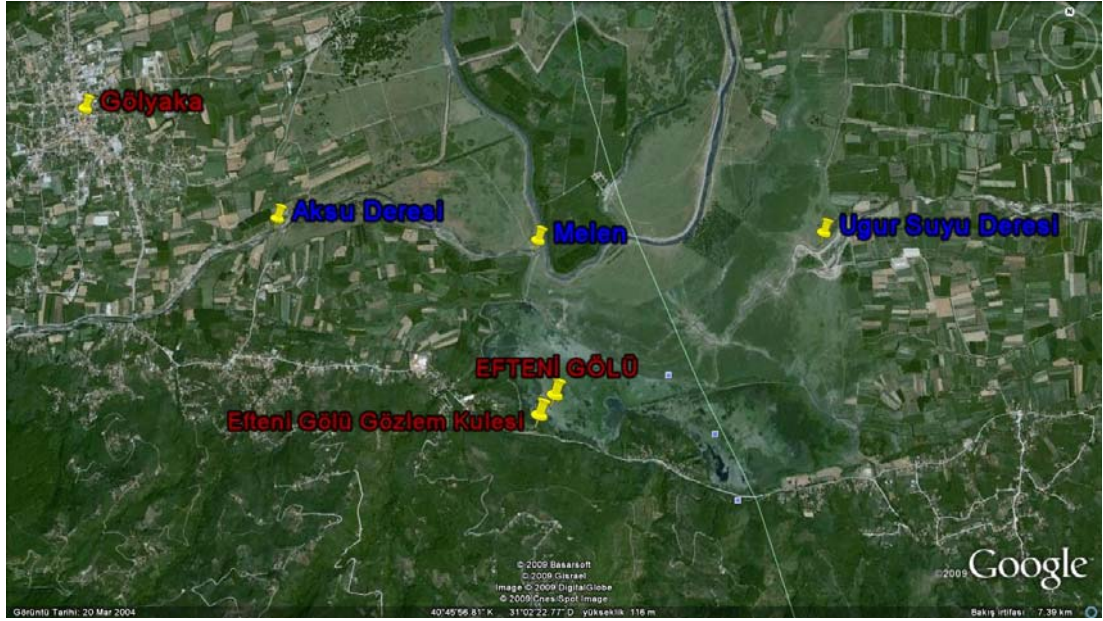 Gölyaka
Aksu Deresi
Melen
Ugur Suyu Deresi
EFTENİ GÖLÜ
Efteni Gölü Gözlem Kulesi
© 2009 Basarsoft
© 2009 Gisrael
Image © 2009 DigitalGlobe
© 2009 Cnes/Spot Image
©2009 Google
Görüntü Tarihi: 20 Mar 2004
40°45'56.81" K 31°02'22.77" D yükseklik 116 m
Bakış irtifası 7.39 km
N